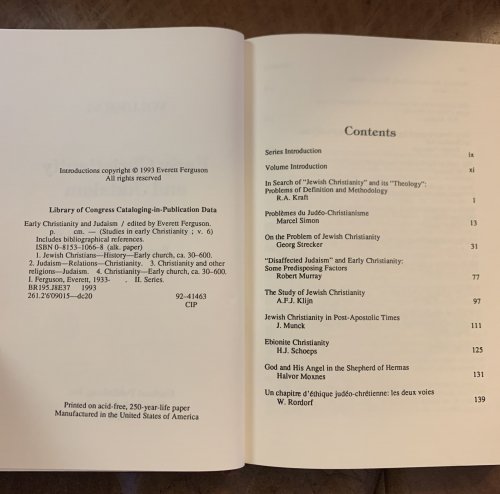 Introductions copyright © 1993 Everett Ferguson
All rights reserved
Library of Congress Cataloging-in-Publication Data
Early Christianity and Judaism / edited by Everett Ferguson.
p. cm. — (Studies in early Christianity ; v. 6)
Includes bibliographical references.
ISBN 0–8153–1066–8 (alk. paper)
1. Jewish Christians—History—Early church, ca. 30–600.
2. Judaism—Relations—Christianity. 3. Christianity and other
religions—Judaism. 4. Christianity—Early church, ca. 30–600.
I. Ferguson, Everett, 1933- . II. Series.
BR195.J8E37 1993
261.2'6'09015—dc20 92–41463
CIP
Printed on acid-free, 250-year-life paper
Manufactured in the United States of America
Contents
Series Introduction ix
Volume Introduction xi
In Search of "Jewish Christianity" and its "Theology":
Problems of Definition and Methodology
R.A. Kraft 1
Problèmes du Judéo-Christianisme
Marcel Simon 13
On the Problem of Jewish Christianity
Georg Strecker 31
"Disaffected Judaism" and Early Christianity:
Some Predisposing Factors
Robert Murray 77
The Study of Jewish Christianity
A.F.J. Klijn 97
Jewish Christianity in Post-Apostolic Times
J. Munck 111
Ebionite Christianity
H.J. Schoeps 125
God and His Angel in the Shepherd of Hermas
Halvor Moxnes 131
Un chapitre d'éthique judéo-chrétienne: les deux voies
W. Rordorf 139